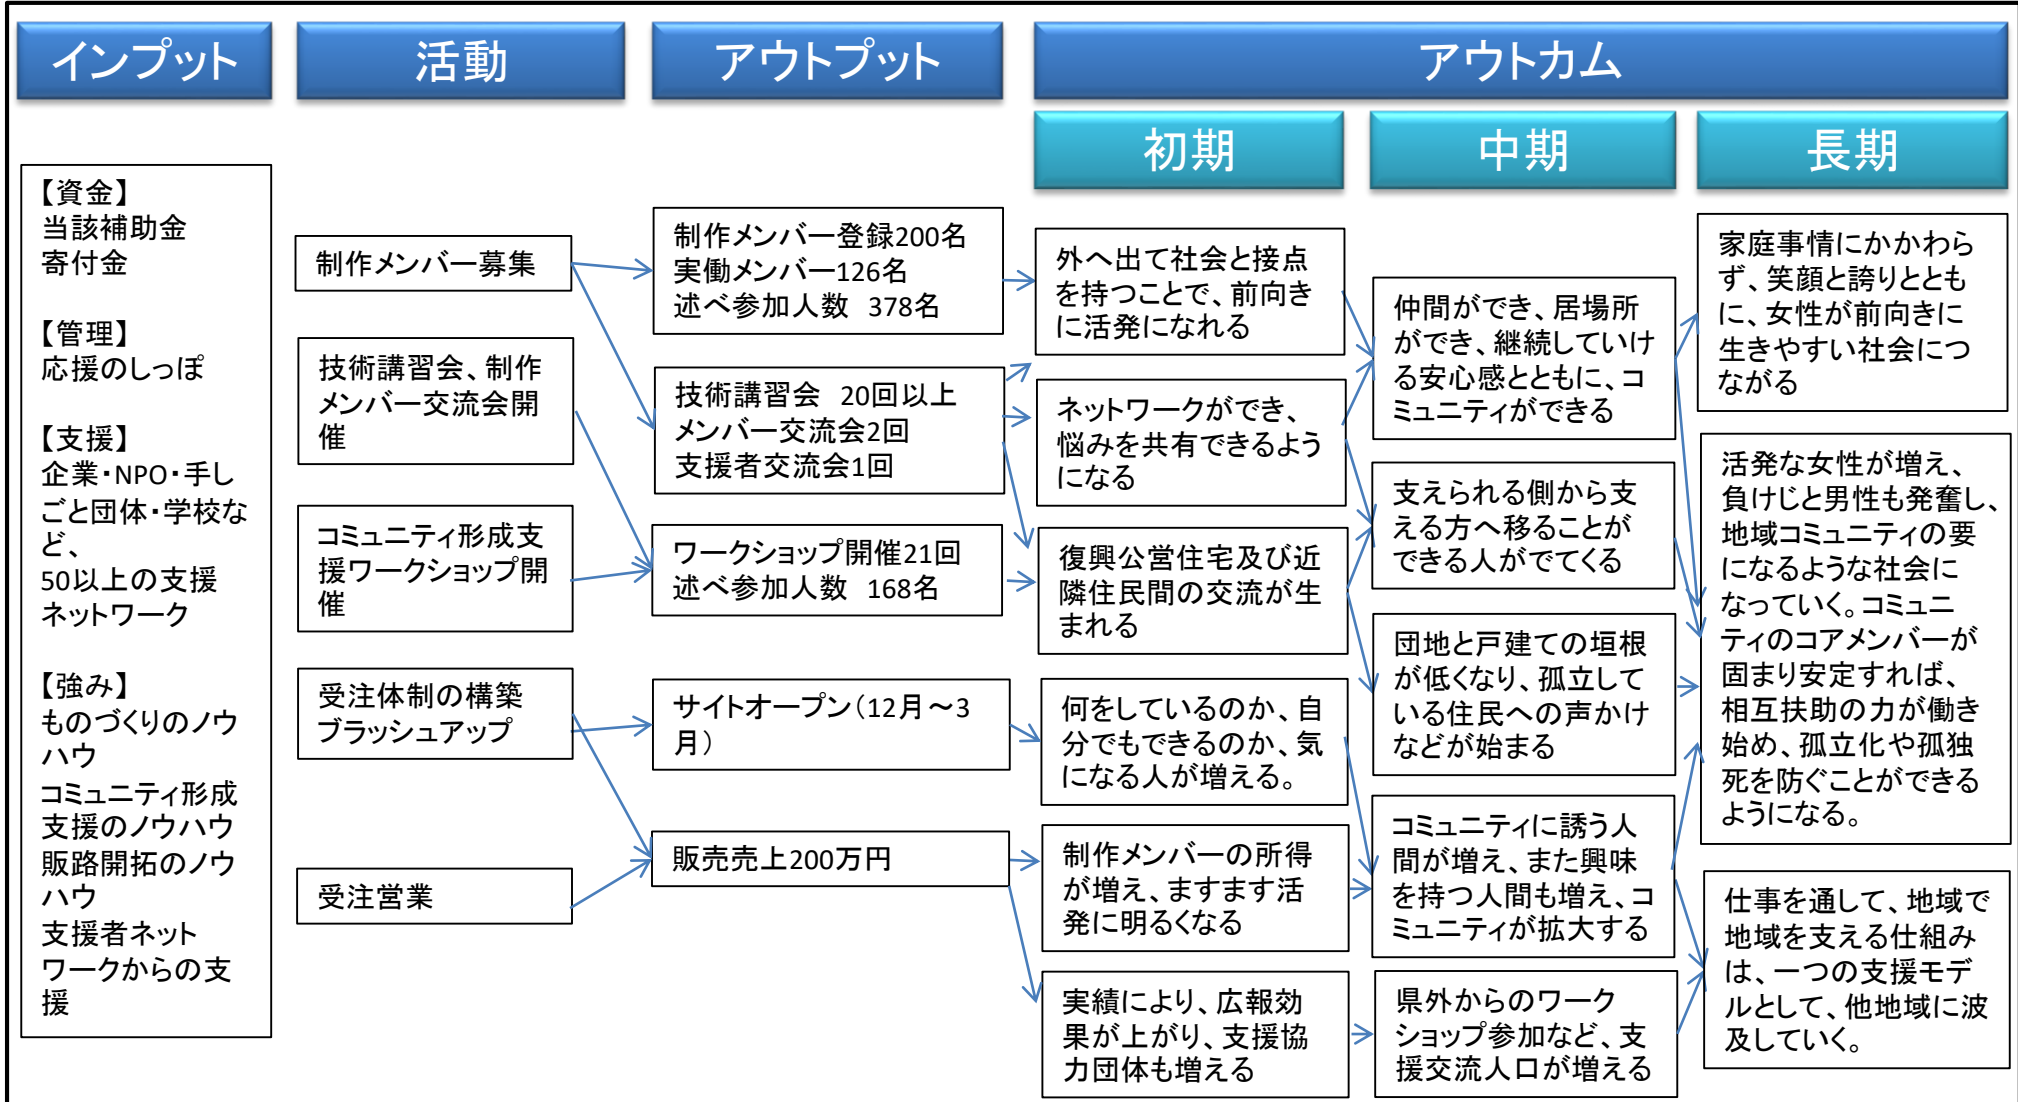 インプット
活動
アウトプット
アウトカム
初期
中期
長期
【資金】
当該補助金
寄付金
【管理】
応援のしっぽ
【支援】
企業・NPO・手し
ごと団体・学校な
ど、
50以上の支援
ネットワーク
【強み】
ものづくりのノウ
ハウ
コミュニティ形成
支援のノウハウ
販路開拓のノウ
ハウ
支援者ネット
ワークからの支
援
制作メンバー募集
技術講習会、制作
メンバー交流会開
催
コミュニティ形成支
援ワークショップ開
催
受注体制の構築
ブラッシュアップ
受注営業
制作メンバー登録200名
実働メンバー126名
述べ参加人数 378名
技術講習会 20回以上
メンバー交流会2回
支援者交流会1回
ワークショップ開催21回
述べ参加人数 168名
サイトオープン（12月～3
月）
販売売上200万円
外へ出て社会と接点
を持つことで、前向き
に活発になれる
ネットワークができ、
悩みを共有できるよう
になる
復興公営住宅及び近
隣住民間の交流が生
まれる
何をしているのか、自
分でもできるのか、気
になる人が増える。
制作メンバーの所得
が増え、ますます活
発に明るくなる
実績により、広報効
果が上がり、支援協
力団体も増える
仲間ができ、居場所
ができ、継続していけ
る安心感とともに、コ
ミュニティができる
支えられる側から支
える方へ移ることが
できる人がでてくる
団地と戸建ての垣根
が低くなり、孤立して
いる住民への声かけ
などが始まる
コミュニティに誘う人
間が増え、また興味
を持つ人間も増え、コ
ミュニティが拡大する
県外からのワーク
ショップ参加など、支
援交流人口が増える
家庭事情にかかわら
ず、笑顔と誇りととも
に、女性が前向きに
生きやすい社会につ
ながる
活発な女性が増え、
負けじと男性も発奮し、
地域コミュニティの要
になるような社会に
なっていく。コミュニ
ティのコアメンバーが
固まり安定すれば、
相互扶助の力が働き
始め、孤立化や孤独
死を防ぐことができる
ようになる。
仕事を通して、地域で
地域を支える仕組み
は、一つの支援モデ
ルとして、他地域に波
及していく。